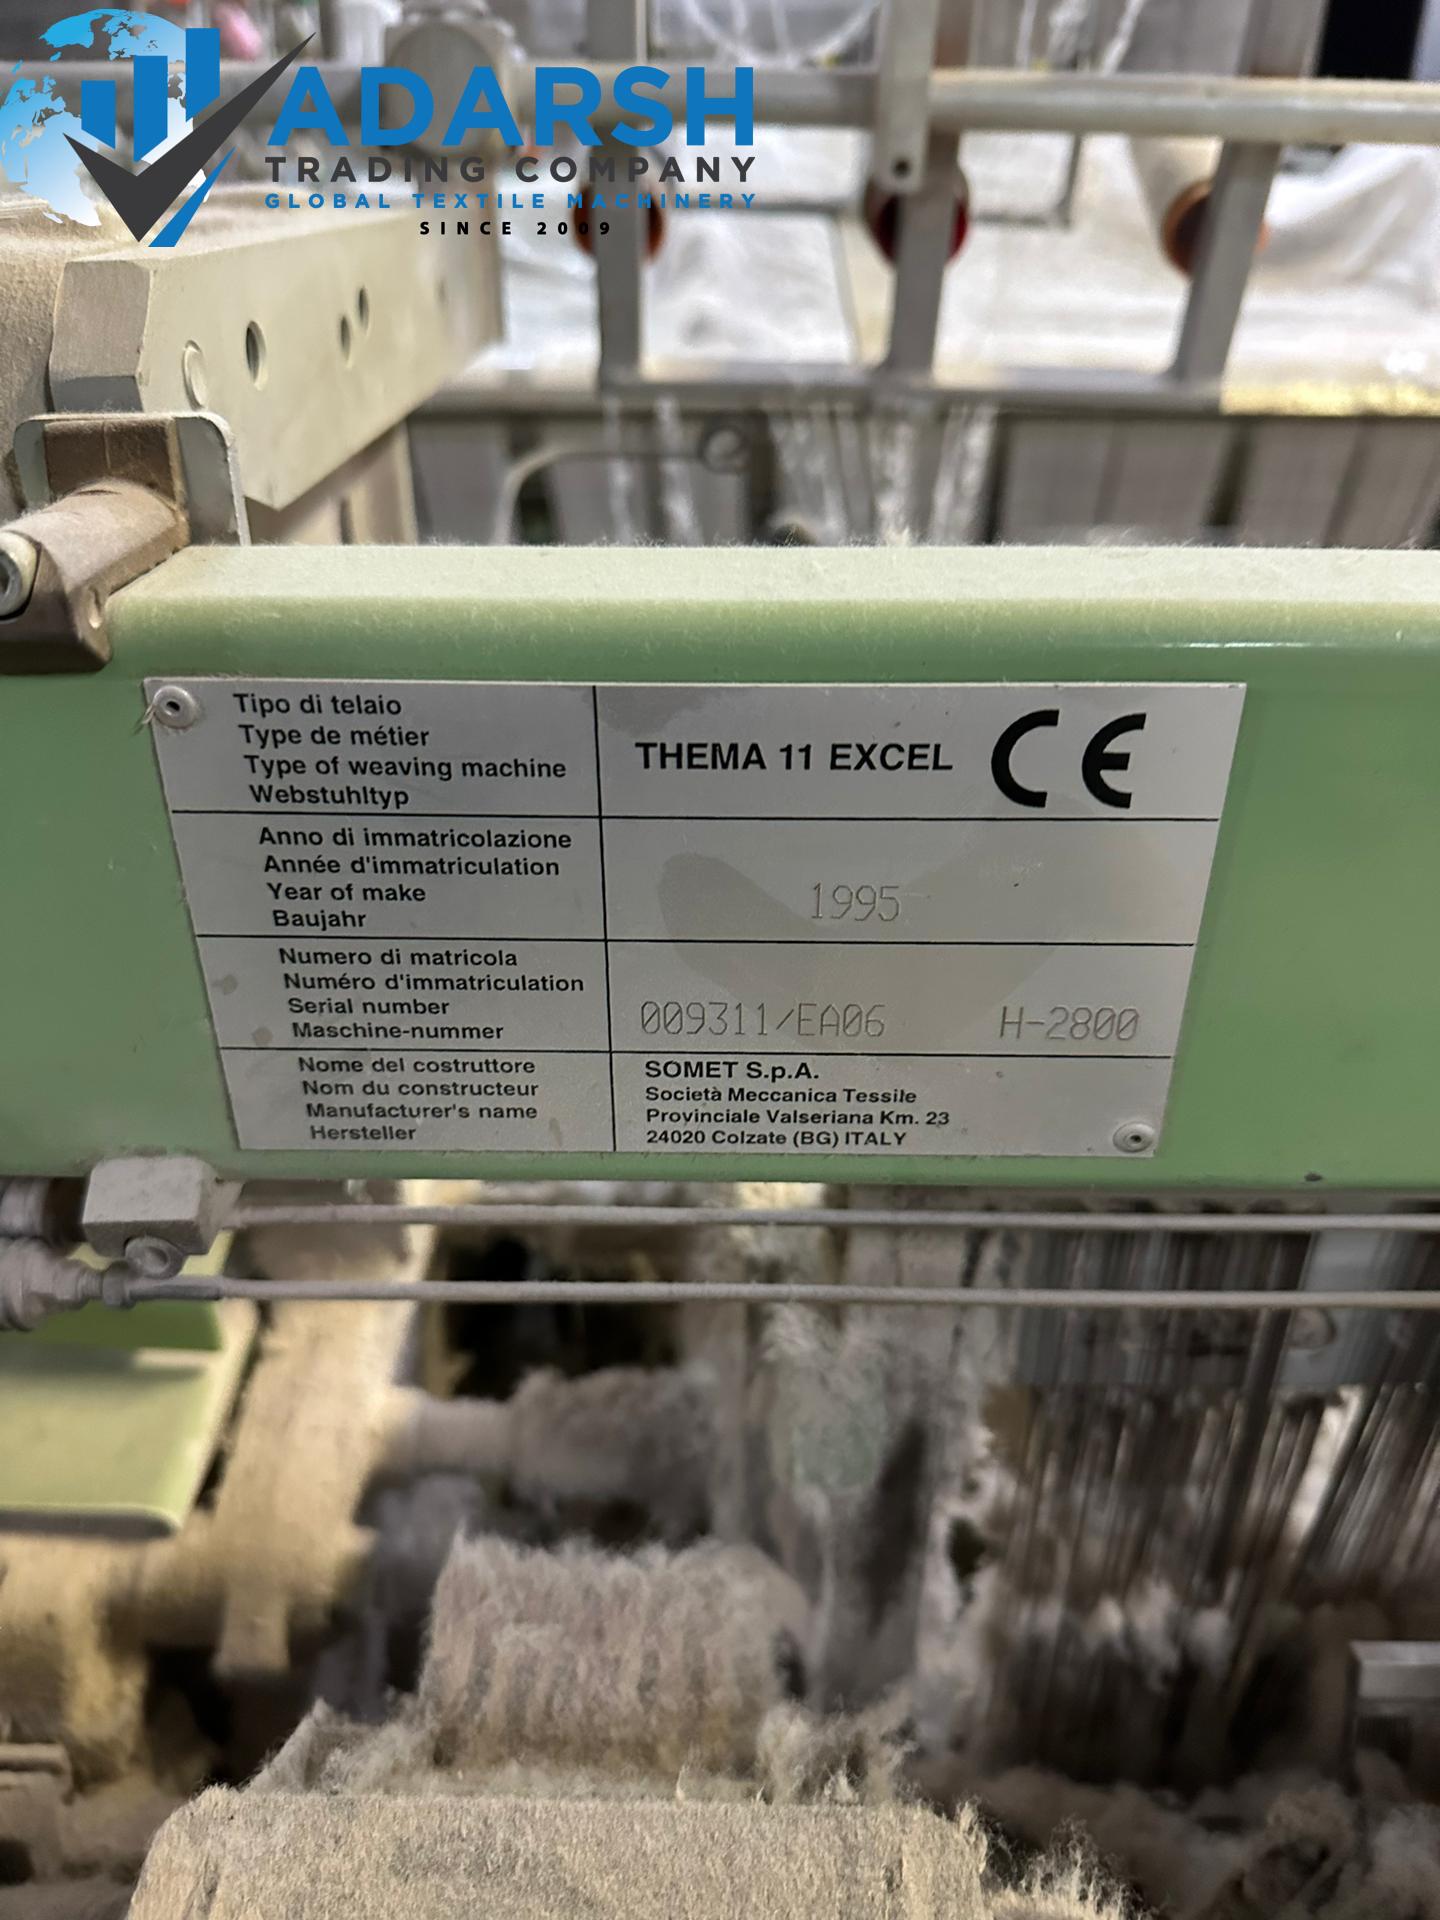 ADARSH
TRADING COMPANY
GLOBAL TEXTILE MACHINERY
SINCE 2009
Tipo di telaio
Type de métier
Type of weaving machine
Webstuhltyp
THEMA 11 EXCEL CE
Anno di immatricolazione
Année d'immatriculation
Year of make
Baujahr
1995
Numero di matricola
Numéro d'immatriculation
Serial number
Maschine-nummer
009311/EA06 H-2800
Nome del costruttore
Nom du constructeur
Manufacturer's name
Hersteller
SOMET S.p.A.
Società Meccanica Tessile
Provinciale Valseriana Km. 23
24020 Colzate (BG) ITALY